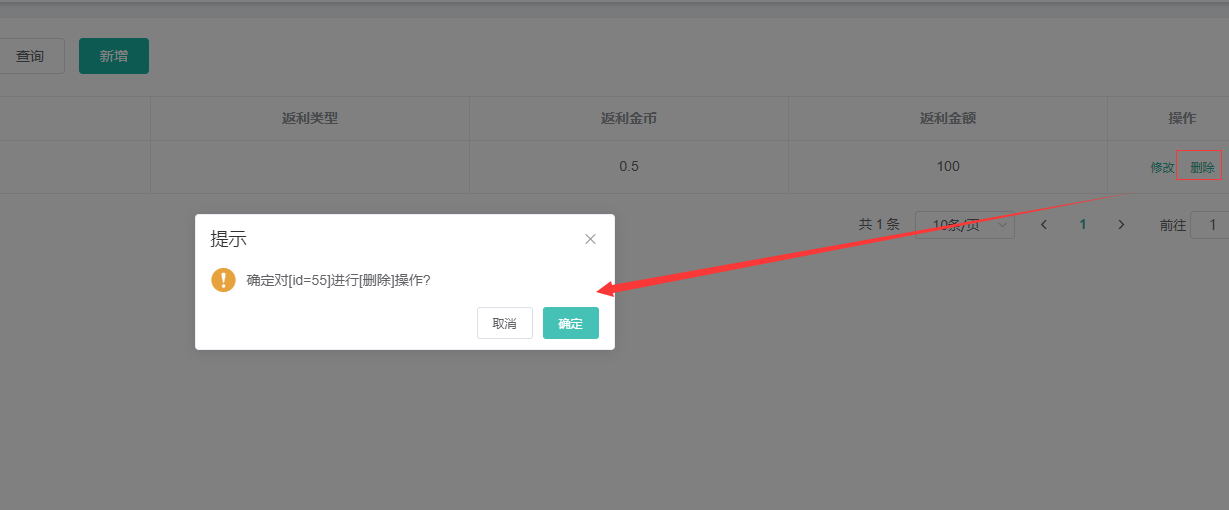 查询 新增
返利类型 返利金币 返利金额 操作
0.5 100 修改 删除
共 1 条 10条/页 1 前往 1
提示
确定对[id=55]进行[删除]操作?
取消 确定